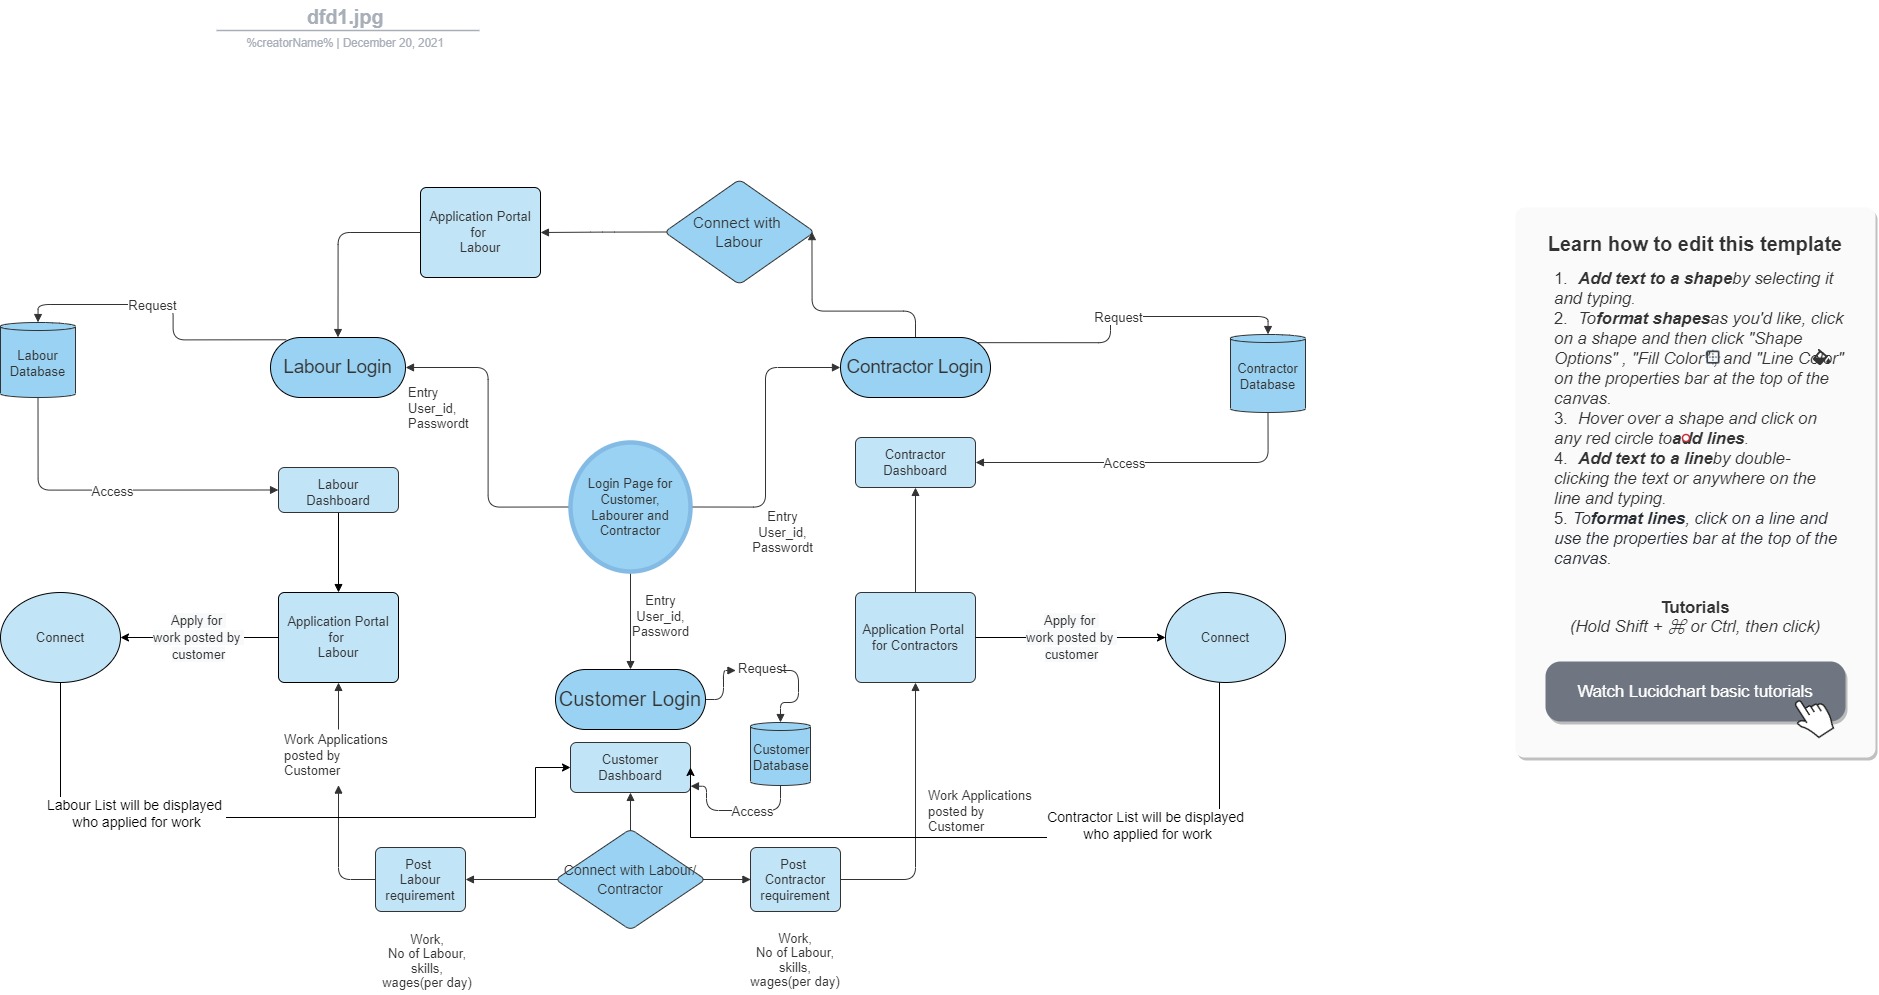 dfd1.jpg
%creatorName% | December 20, 2021
Application Portal
for
Labour
Connect with
Labour
Request
Labour
Database
Labour Login
Entry
User_id,
Passwordt
Contractor Login
Request
Contractor
Database
Access
Labour
Dashboard
Login Page for
Customer,
Labourer and
Contractor
Entry
User_id,
Passwordt
Contractor
Dashboard
Access
Connect
Apply for
work posted by
customer
Application Portal
for
Labour
Entry
User_id,
Password
Application Portal
for Contractors
Apply for
work posted by
customer
Connect
Customer Login
Request
Customer
Database
Customer
Dashboard
Access
Work Applications
posted by
Customer
Labour List will be displayed
who applied for work
Work Applications
posted by
Customer
Contractor List will be displayed
who applied for work
Post
Labour
requirement
Connect with Labour/
Contractor
Post
Contractor
requirement
Work,
No of Labour,
skills,
wages(per day)
Work,
No of Labour,
skills,
wages(per day)
Learn how to edit this template
1. Add text to a shapeby selecting it
and typing.
2. Toformat shapesas you'd like, click
on a shape and then click "Shape
Options" , "Fill Color", and "Line Color"
on the properties bar at the top of the
canvas.
3. Hover over a shape and click on
any red circle toadd lines.
4. Add text to a lineby double-
clicking the text or anywhere on the
line and typing.
5. Toformat lines, click on a line and
use the properties bar at the top of the
canvas.
Tutorials
(Hold Shift + ⌘ or Ctrl, then click)
Watch Lucidchart basic tutorials